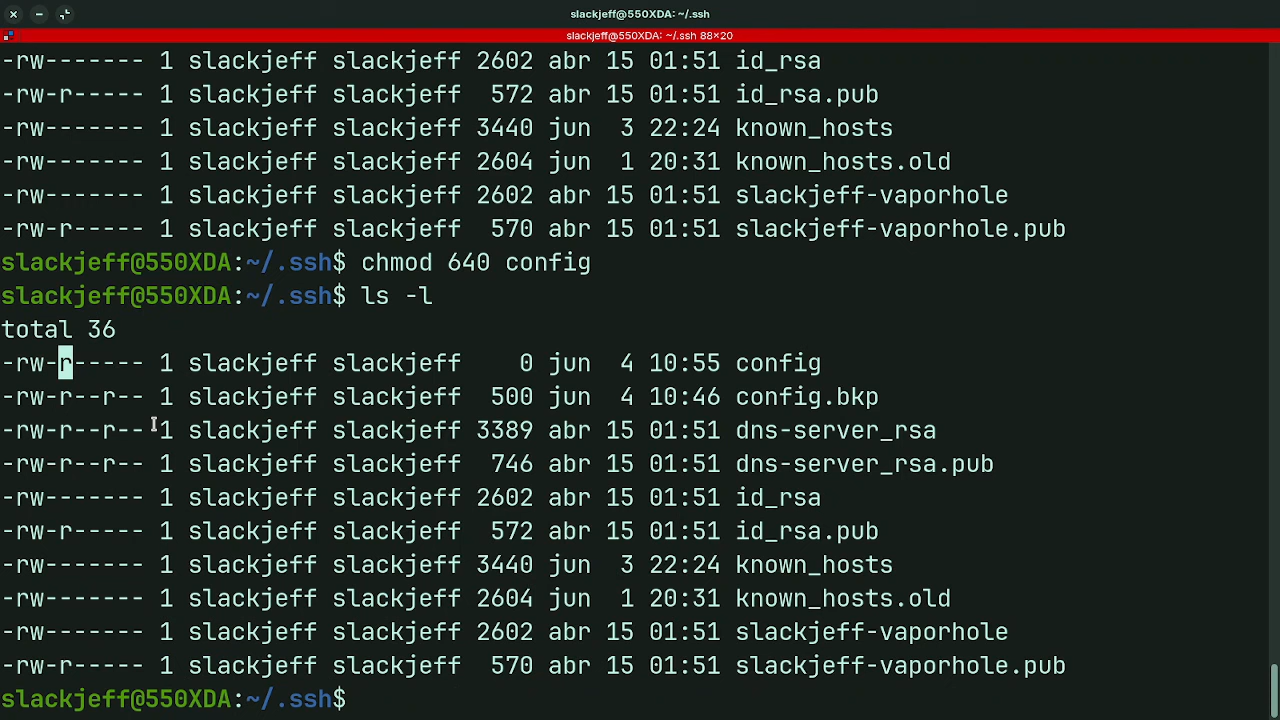 slackjeff@550XDA: ~/.ssh
slackjeff@550XDA: ~/.ssh 88×20
-rw------- 1 slackjeff slackjeff 2602 abr 15 01:51 id_rsa
-rw-r----- 1 slackjeff slackjeff  572 abr 15 01:51 id_rsa.pub
-rw------- 1 slackjeff slackjeff 3440 jun  3 22:24 known_hosts
-rw------- 1 slackjeff slackjeff 2604 jun  1 20:31 known_hosts.old
-rw------- 1 slackjeff slackjeff 2602 abr 15 01:51 slackjeff-vaporhole
-rw-r----- 1 slackjeff slackjeff  570 abr 15 01:51 slackjeff-vaporhole.pub
slackjeff@550XDA:~/.ssh$ chmod 640 config
slackjeff@550XDA:~/.ssh$ ls -l
total 36
-rw-r----- 1 slackjeff slackjeff    0 jun  4 10:55 config
-rw-r--r-- 1 slackjeff slackjeff  500 jun  4 10:46 config.bkp
-rw-r--r-- 1 slackjeff slackjeff 3389 abr 15 01:51 dns-server_rsa
-rw-r--r-- 1 slackjeff slackjeff  746 abr 15 01:51 dns-server_rsa.pub
-rw------- 1 slackjeff slackjeff 2602 abr 15 01:51 id_rsa
-rw-r----- 1 slackjeff slackjeff  572 abr 15 01:51 id_rsa.pub
-rw------- 1 slackjeff slackjeff 3440 jun  3 22:24 known_hosts
-rw------- 1 slackjeff slackjeff 2604 jun  1 20:31 known_hosts.old
-rw------- 1 slackjeff slackjeff 2602 abr 15 01:51 slackjeff-vaporhole
-rw-r----- 1 slackjeff slackjeff  570 abr 15 01:51 slackjeff-vaporhole.pub
slackjeff@550XDA:~/.ssh$